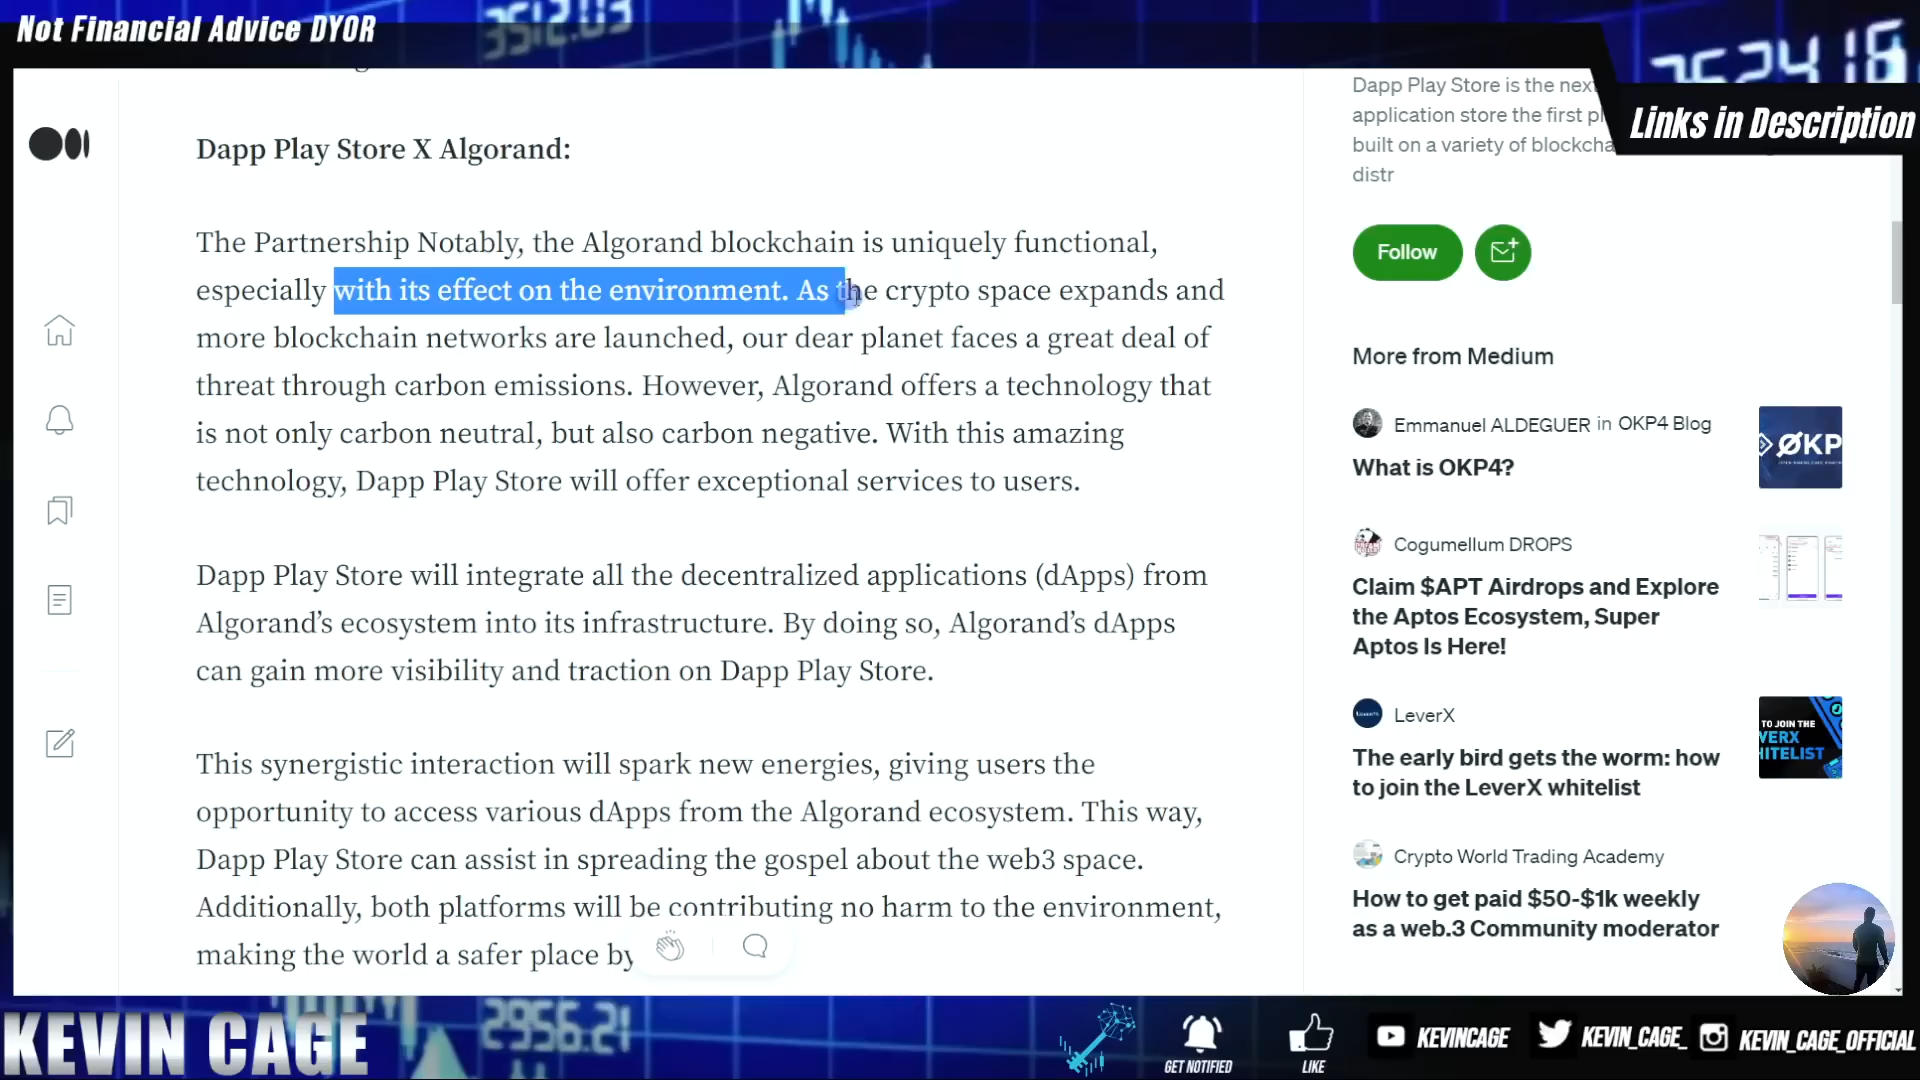 Not Financial Advice DYOR
3512.03
7524.18
Links in Description
Dapp Play Store X Algorand:
The Partnership Notably, the Algorand blockchain is uniquely functional,
especially with its effect on the environment. As the crypto space expands and
more blockchain networks are launched, our dear planet faces a great deal of
threat through carbon emissions. However, Algorand offers a technology that
is not only carbon neutral, but also carbon negative. With this amazing
technology, Dapp Play Store will offer exceptional services to users.
Dapp Play Store will integrate all the decentralized applications (dApps) from
Algorand’s ecosystem into its infrastructure. By doing so, Algorand’s dApps
can gain more visibility and traction on Dapp Play Store.
This synergistic interaction will spark new energies, giving users the
opportunity to access various dApps from the Algorand ecosystem. This way,
Dapp Play Store can assist in spreading the gospel about the web3 space.
Additionally, both platforms will be contributing no harm to the environment,
making the world a safer place by
Dapp Play Store is the next
application store the first pl
built on a variety of blockcha
distr
Follow
More from Medium
Emmanuel ALDEGUER in OKP4 Blog
What is OKP4?
ØKP
Cogumellum DROPS
Claim $APT Airdrops and Explore
the Aptos Ecosystem, Super
Aptos Is Here!
LeverX
The early bird gets the worm: how
to join the LeverX whitelist
TO JOIN THE
VERX
HITELIST
Crypto World Trading Academy
How to get paid $50-$1k weekly
as a web.3 Community moderator
KEVIN CAGE
2956.21
GET NOTIFIED
LIKE
KEVINCAGE
KEVIN_CAGE_
KEVIN_CAGE_OFFICIAL